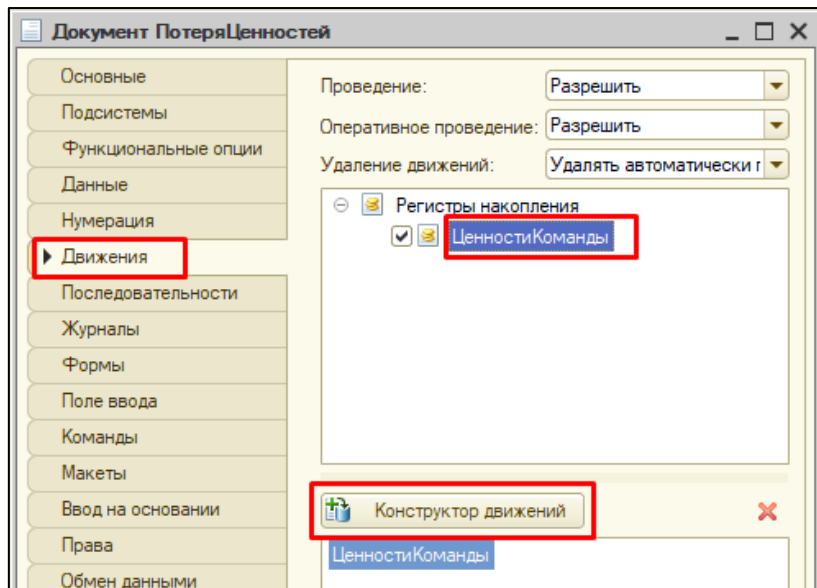 Документ ПотеряЦенностей
Основные
Подсистемы
Функциональные опции
Данные
Нумерация
Движения
Последовательности
Журналы
Формы
Поле ввода
Команды
Макеты
Ввод на основании
Права
Обмен данными
Проведение: Разрешить
Оперативное проведение: Разрешить
Удаление движений: Удалять автоматически г
Регистры накопления
ЦенностиКоманды
Конструктор движений
ЦенностиКоманды